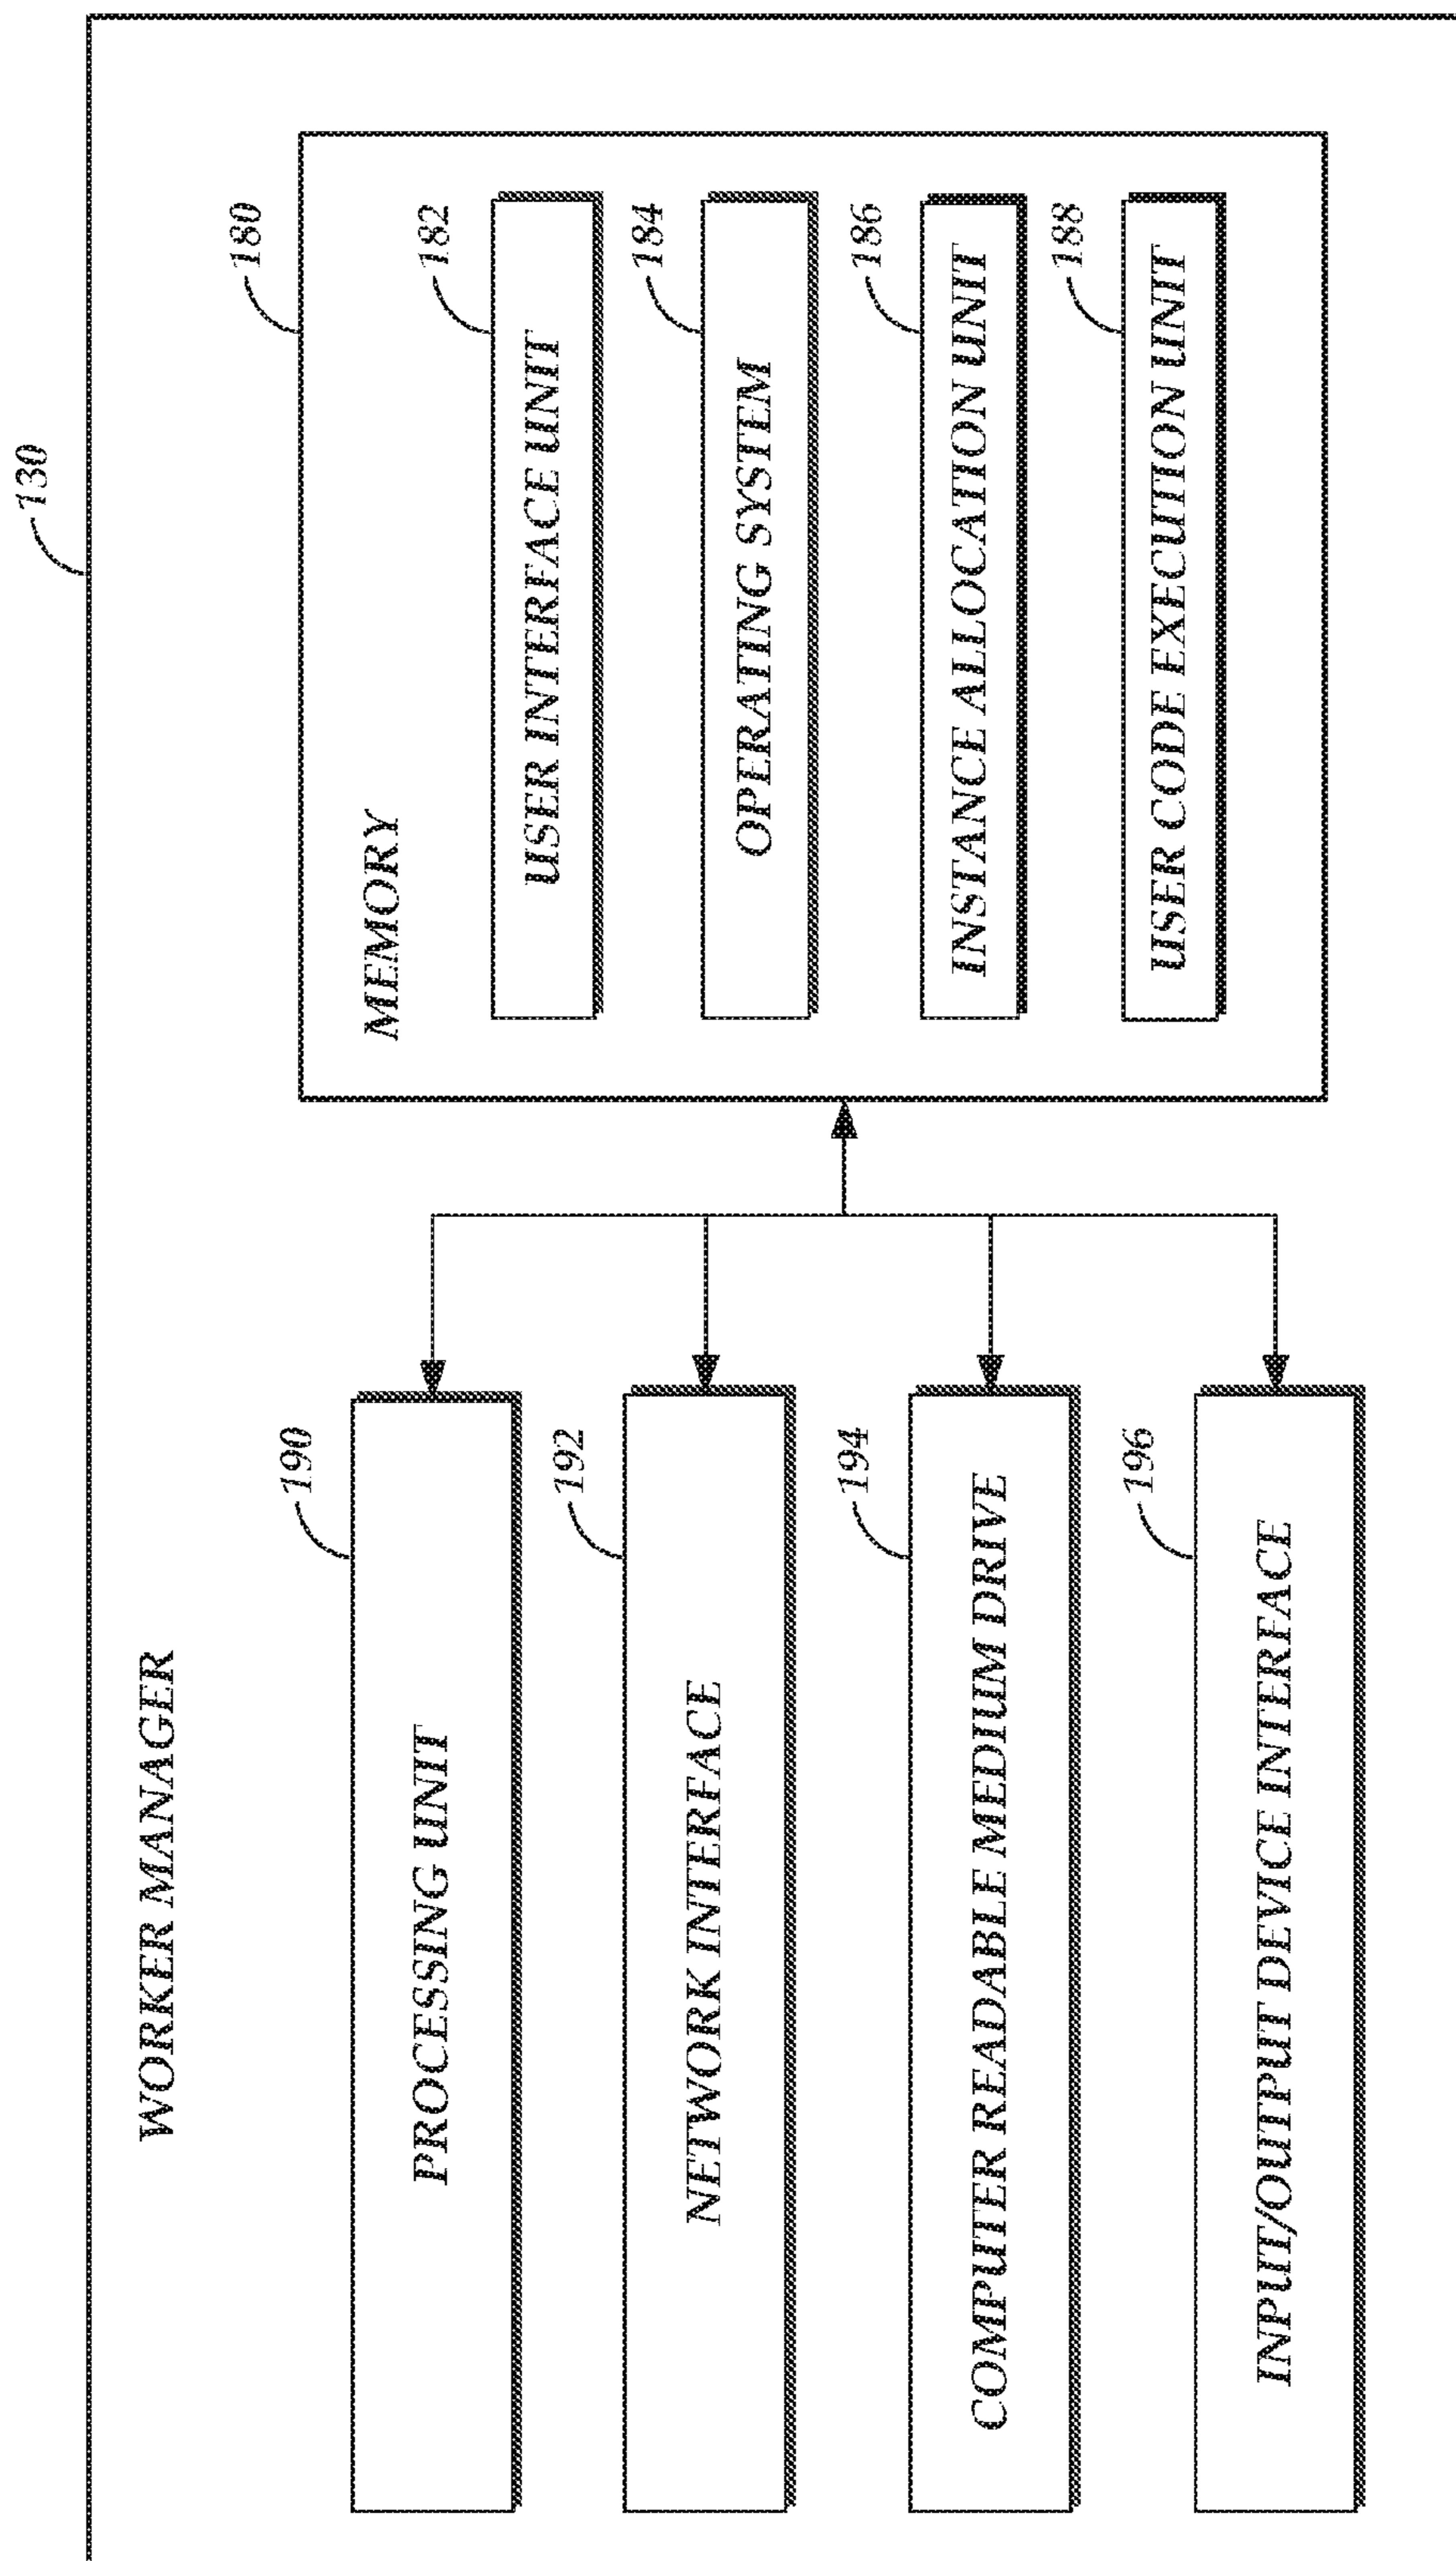 130
WORKER MANAGER
190
PROCESSING UNIT
192
NETWORK INTERFACE
194
COMPUTER READABLE MEDIUM DRIVE
196
INPUT/OUTPUT DEVICE INTERFACE
180
MEMORY
182
USER INTERFACE UNIT
184
OPERATING SYSTEM
186
INSTANCE ALLOCATION UNIT
188
USER CODE EXECUTION UNIT